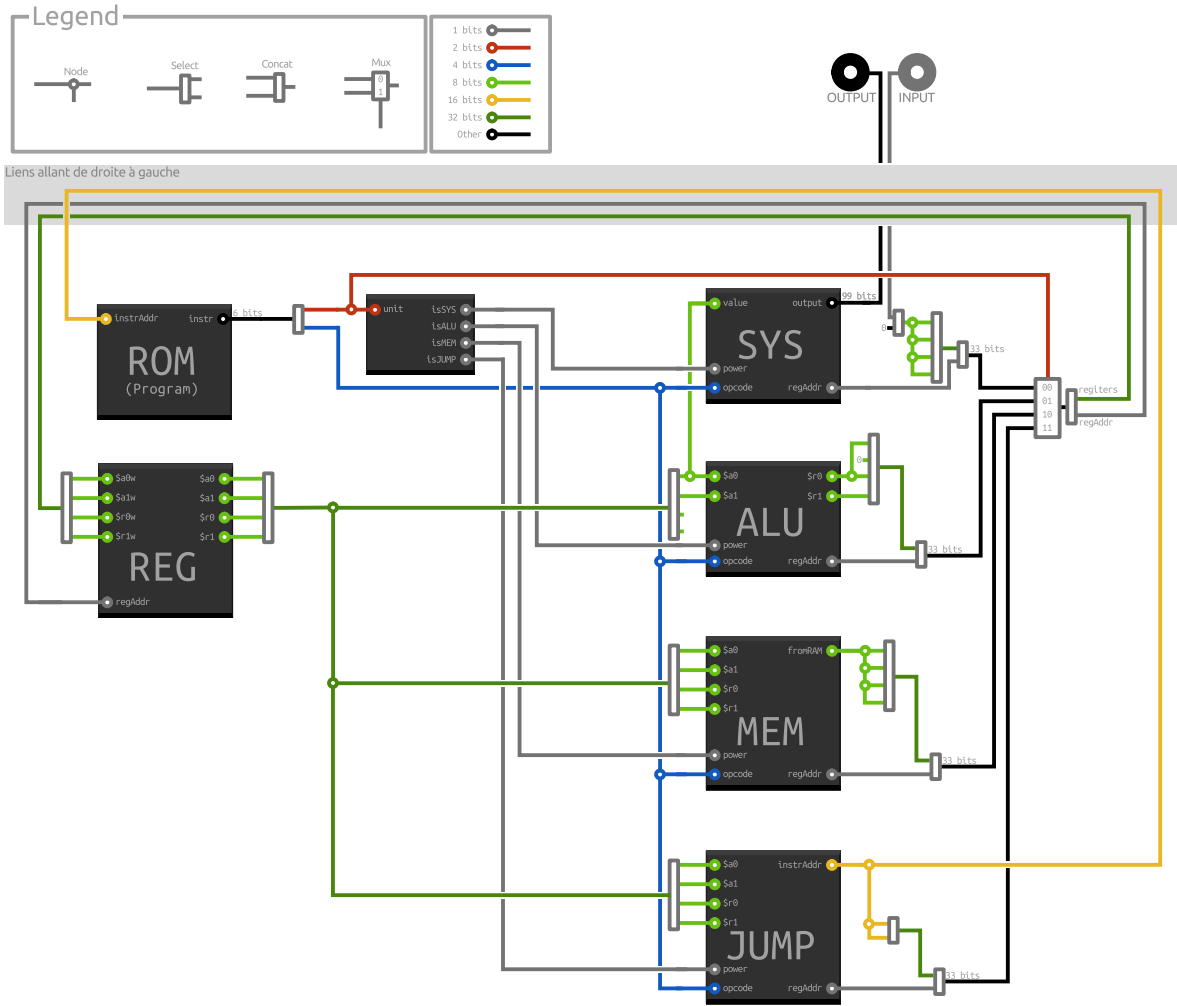 Legend
Node
Select
Concat
Mux
0
1
1 bits
2 bits
4 bits
8 bits
16 bits
32 bits
Other
OUTPUT
INPUT
Liens allant de droite à gauche
instrAddr
instr
6 bits
ROM
(Program)
unit
isSYS
isALU
isMEM
isJUMP
value
output
99 bits
SYS
power
opcode
regAddr
0
33 bits
00
01
10
11
regiters
regAddr
$a0w
$a1w
$r0w
$r1w
$a0
$a1
$r0
$r1
REG
regAddr
$a0
$a1
$r0
$r1
0
ALU
power
opcode
regAddr
33 bits
$a0
$a1
$r0
$r1
fromRAM
MEM
power
opcode
regAddr
33 bits
$a0
$a1
$r0
$r1
instrAddr
JUMP
power
opcode
regAddr
33 bits